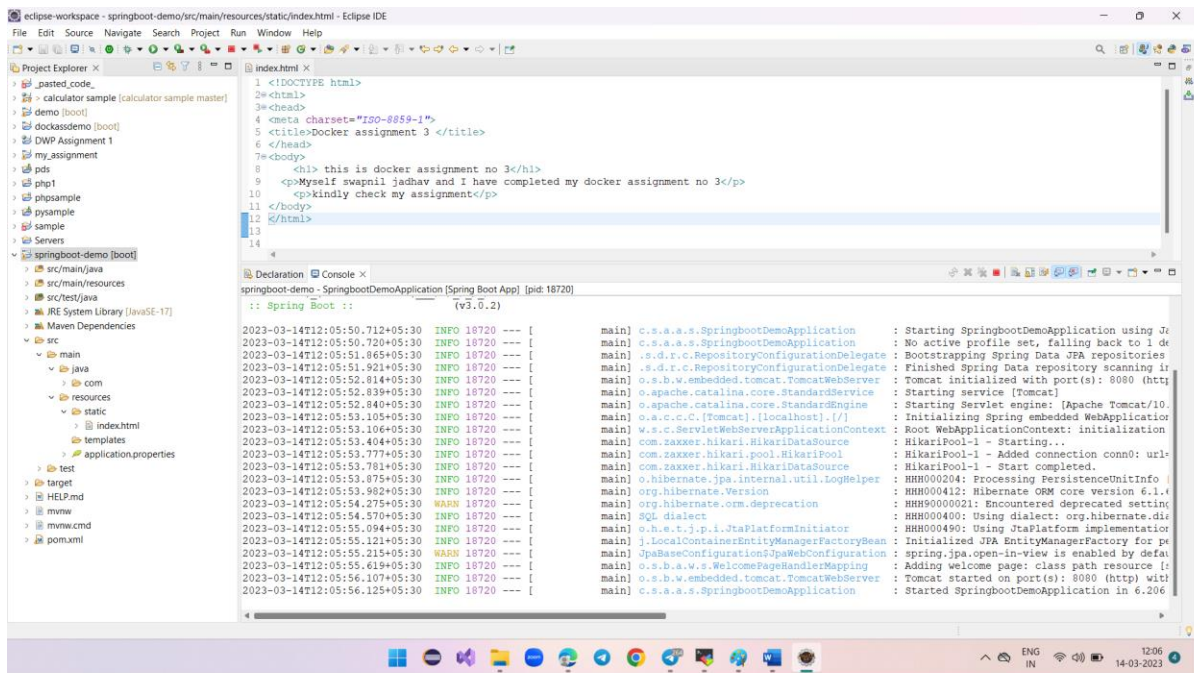 eclipse-workspace - springboot-demo/src/main/resources/static/index.html - Eclipse IDE
File Edit Source Navigate Search Project Run Window Help
Project Explorer
_pasted_code_
> calculator sample [calculator sample master]
demo [boot]
dockassdemo [boot]
DWP Assignment 1
my_assignment
pds
php1
phpsample
pysample
sample
Servers
springboot-demo [boot]
src/main/java
src/main/resources
src/test/java
JRE System Library [JavaSE-17]
Maven Dependencies
src
main
java
com
resources
static
index.html
templates
application.properties
test
target
HELP.md
mvnw
mvnw.cmd
pom.xml
index.html
1 <!DOCTYPE html>
2 <html>
3 <head>
4 <meta charset="ISO-8859-1">
5 <title>Docker assignment 3 </title>
6 </head>
7 <body>
8 <h1> this is docker assignment no 3</h1>
9 <p>Myself swapnil jadhav and I have completed my docker assignment no 3</p>
10 <p>kindly check my assignment</p>
11 </body>
12 </html>
13
14
Declaration Console
springboot-demo - SpringbootDemoApplication [Spring Boot App] [pid: 18720]
:: Spring Boot :: (v3.0.2)
2023-03-14T12:05:50.712+05:30 INFO 18720 --- [ main] c.s.a.a.s.SpringbootDemoApplication : Starting SpringbootDemoApplication using Ja
2023-03-14T12:05:50.720+05:30 INFO 18720 --- [ main] c.s.a.a.s.SpringbootDemoApplication : No active profile set, falling back to 1 de
2023-03-14T12:05:51.865+05:30 INFO 18720 --- [ main] .s.d.r.c.RepositoryConfigurationDelegate : Bootstrapping Spring Data JPA repositories
2023-03-14T12:05:51.921+05:30 INFO 18720 --- [ main] .s.d.r.c.RepositoryConfigurationDelegate : Finished Spring Data repository scanning in
2023-03-14T12:05:52.814+05:30 INFO 18720 --- [ main] o.s.b.w.embedded.tomcat.TomcatWebServer : Tomcat initialized with port(s): 8080 (http
2023-03-14T12:05:52.839+05:30 INFO 18720 --- [ main] o.apache.catalina.core.StandardService : Starting service [Tomcat]
2023-03-14T12:05:52.840+05:30 INFO 18720 --- [ main] o.apache.catalina.core.StandardEngine : Starting Servlet engine: [Apache Tomcat/10.
2023-03-14T12:05:53.105+05:30 INFO 18720 --- [ main] o.a.c.c.C.[Tomcat].[localhost].[/] : Initializing Spring embedded WebApplication
2023-03-14T12:05:53.106+05:30 INFO 18720 --- [ main] w.s.c.ServletWebServerApplicationContext : Root WebApplicationContext: initialization
2023-03-14T12:05:53.404+05:30 INFO 18720 --- [ main] com.zaxxer.hikari.HikariDataSource : HikariPool-1 - Starting...
2023-03-14T12:05:53.777+05:30 INFO 18720 --- [ main] com.zaxxer.hikari.pool.HikariPool : HikariPool-1 - Added connection conn0: url=
2023-03-14T12:05:53.781+05:30 INFO 18720 --- [ main] com.zaxxer.hikari.HikariDataSource : HikariPool-1 - Start completed.
2023-03-14T12:05:53.875+05:30 INFO 18720 --- [ main] o.hibernate.jpa.internal.util.LogHelper : HHH000204: Processing PersistenceUnitInfo [
2023-03-14T12:05:53.982+05:30 INFO 18720 --- [ main] org.hibernate.Version : HHH000412: Hibernate ORM core version 6.1.6
2023-03-14T12:05:54.275+05:30 WARN 18720 --- [ main] org.hibernate.orm.deprecation : HHH90000021: Encountered deprecated setting
2023-03-14T12:05:54.570+05:30 INFO 18720 --- [ main] SQL dialect : HHH000400: Using dialect: org.hibernate.dia
2023-03-14T12:05:55.094+05:30 INFO 18720 --- [ main] o.h.e.t.j.p.i.JtaPlatformInitiator : HHH000490: Using JtaPlatform implementation
2023-03-14T12:05:55.121+05:30 INFO 18720 --- [ main] j.LocalContainerEntityManagerFactoryBean : Initialized JPA EntityManagerFactory for pe
2023-03-14T12:05:55.215+05:30 WARN 18720 --- [ main] JpaBaseConfiguration$JpaWebConfiguration : spring.jpa.open-in-view is enabled by defau
2023-03-14T12:05:55.619+05:30 INFO 18720 --- [ main] o.s.b.a.w.s.WelcomePageHandlerMapping : Adding welcome page: class path resource [s
2023-03-14T12:05:56.107+05:30 INFO 18720 --- [ main] o.s.b.w.embedded.tomcat.TomcatWebServer : Tomcat started on port(s): 8080 (http) with
2023-03-14T12:05:56.125+05:30 INFO 18720 --- [ main] c.s.a.a.s.SpringbootDemoApplication : Started SpringbootDemoApplication in 6.206
ENG
IN
12:06
14-03-2023
4